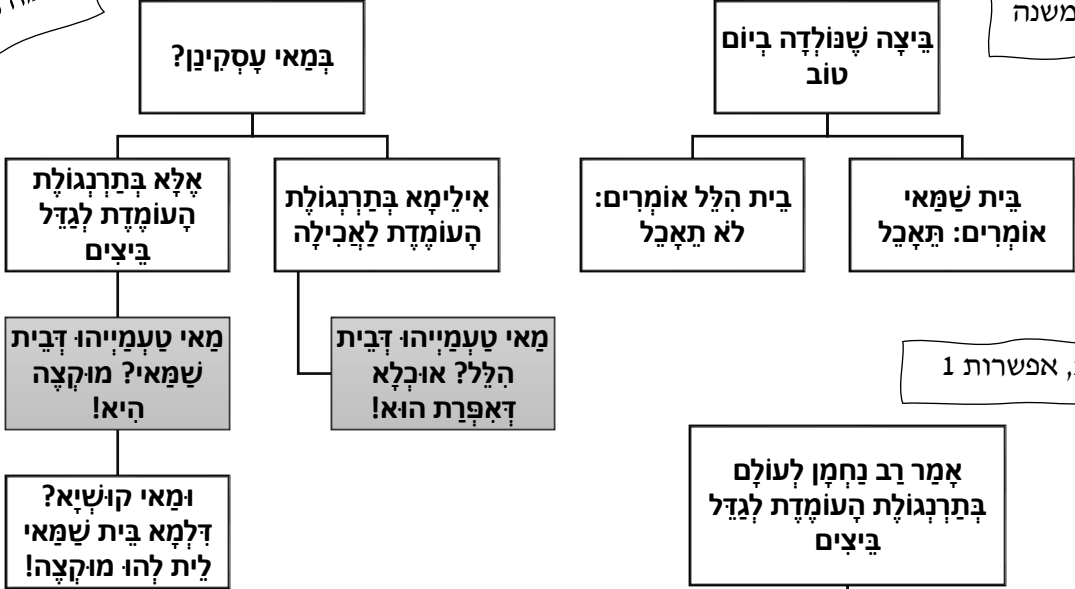 משנה
בֵּיצָה שֶׁנּוֹלְדָה בְיוֹם
טוֹב
בֵּית שַׁמַּאי
אוֹמְרִים: תֵּאָכֵל
בֵית הִלֵּל אוֹמְרִים:
לֹא תֵאָכֵל
בְּמַאי עָסְקִינַן?
אִילֵימָא בְּתַרְנְגוֹלֶת
הָעוֹמֶדֶת לַאֲכִילָה
מַאי טַעְמַיְיהוּ דְּבֵית
הִלֵּל? אוּכְלָא
דְּאִפְּרַת הוּא!
אֶלָּא בְּתַרְנְגוֹלֶת
הָעוֹמֶדֶת לְגַדֵּל
בֵּיצִים
מַאי טַעְמַיְיהוּ דְּבֵית
שַׁמַּאי? מוּקְצֶה
הִיא!
וּמַאי קוּשְׁיָא?
דִּלְמָא בֵּית שַׁמַּאי
לֵית לְהוּ מוּקְצֶה!
, אפשרות 1
אָמַר רַב נַחְמָן לְעוֹלָם
בְּתַרְנְגוֹלֶת הָעוֹמֶדֶת לְגַדֵּל
בֵּיצִים